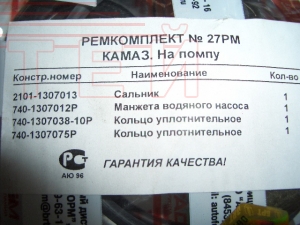 РЕМКОМПЛЕКТ № 27РМ
КАМАЗ. На помпу
Констр.номер Наименование Кол-во
2101-1307013 Сальник 1
740-1307012Р Манжета водяного насоса 1
740-1307038-10Р Кольцо уплотнительное 1
740-1307075Р Кольцо уплотнительное 1
РСТ
АЮ 96
ГАРАНТИЯ КАЧЕСТВА!